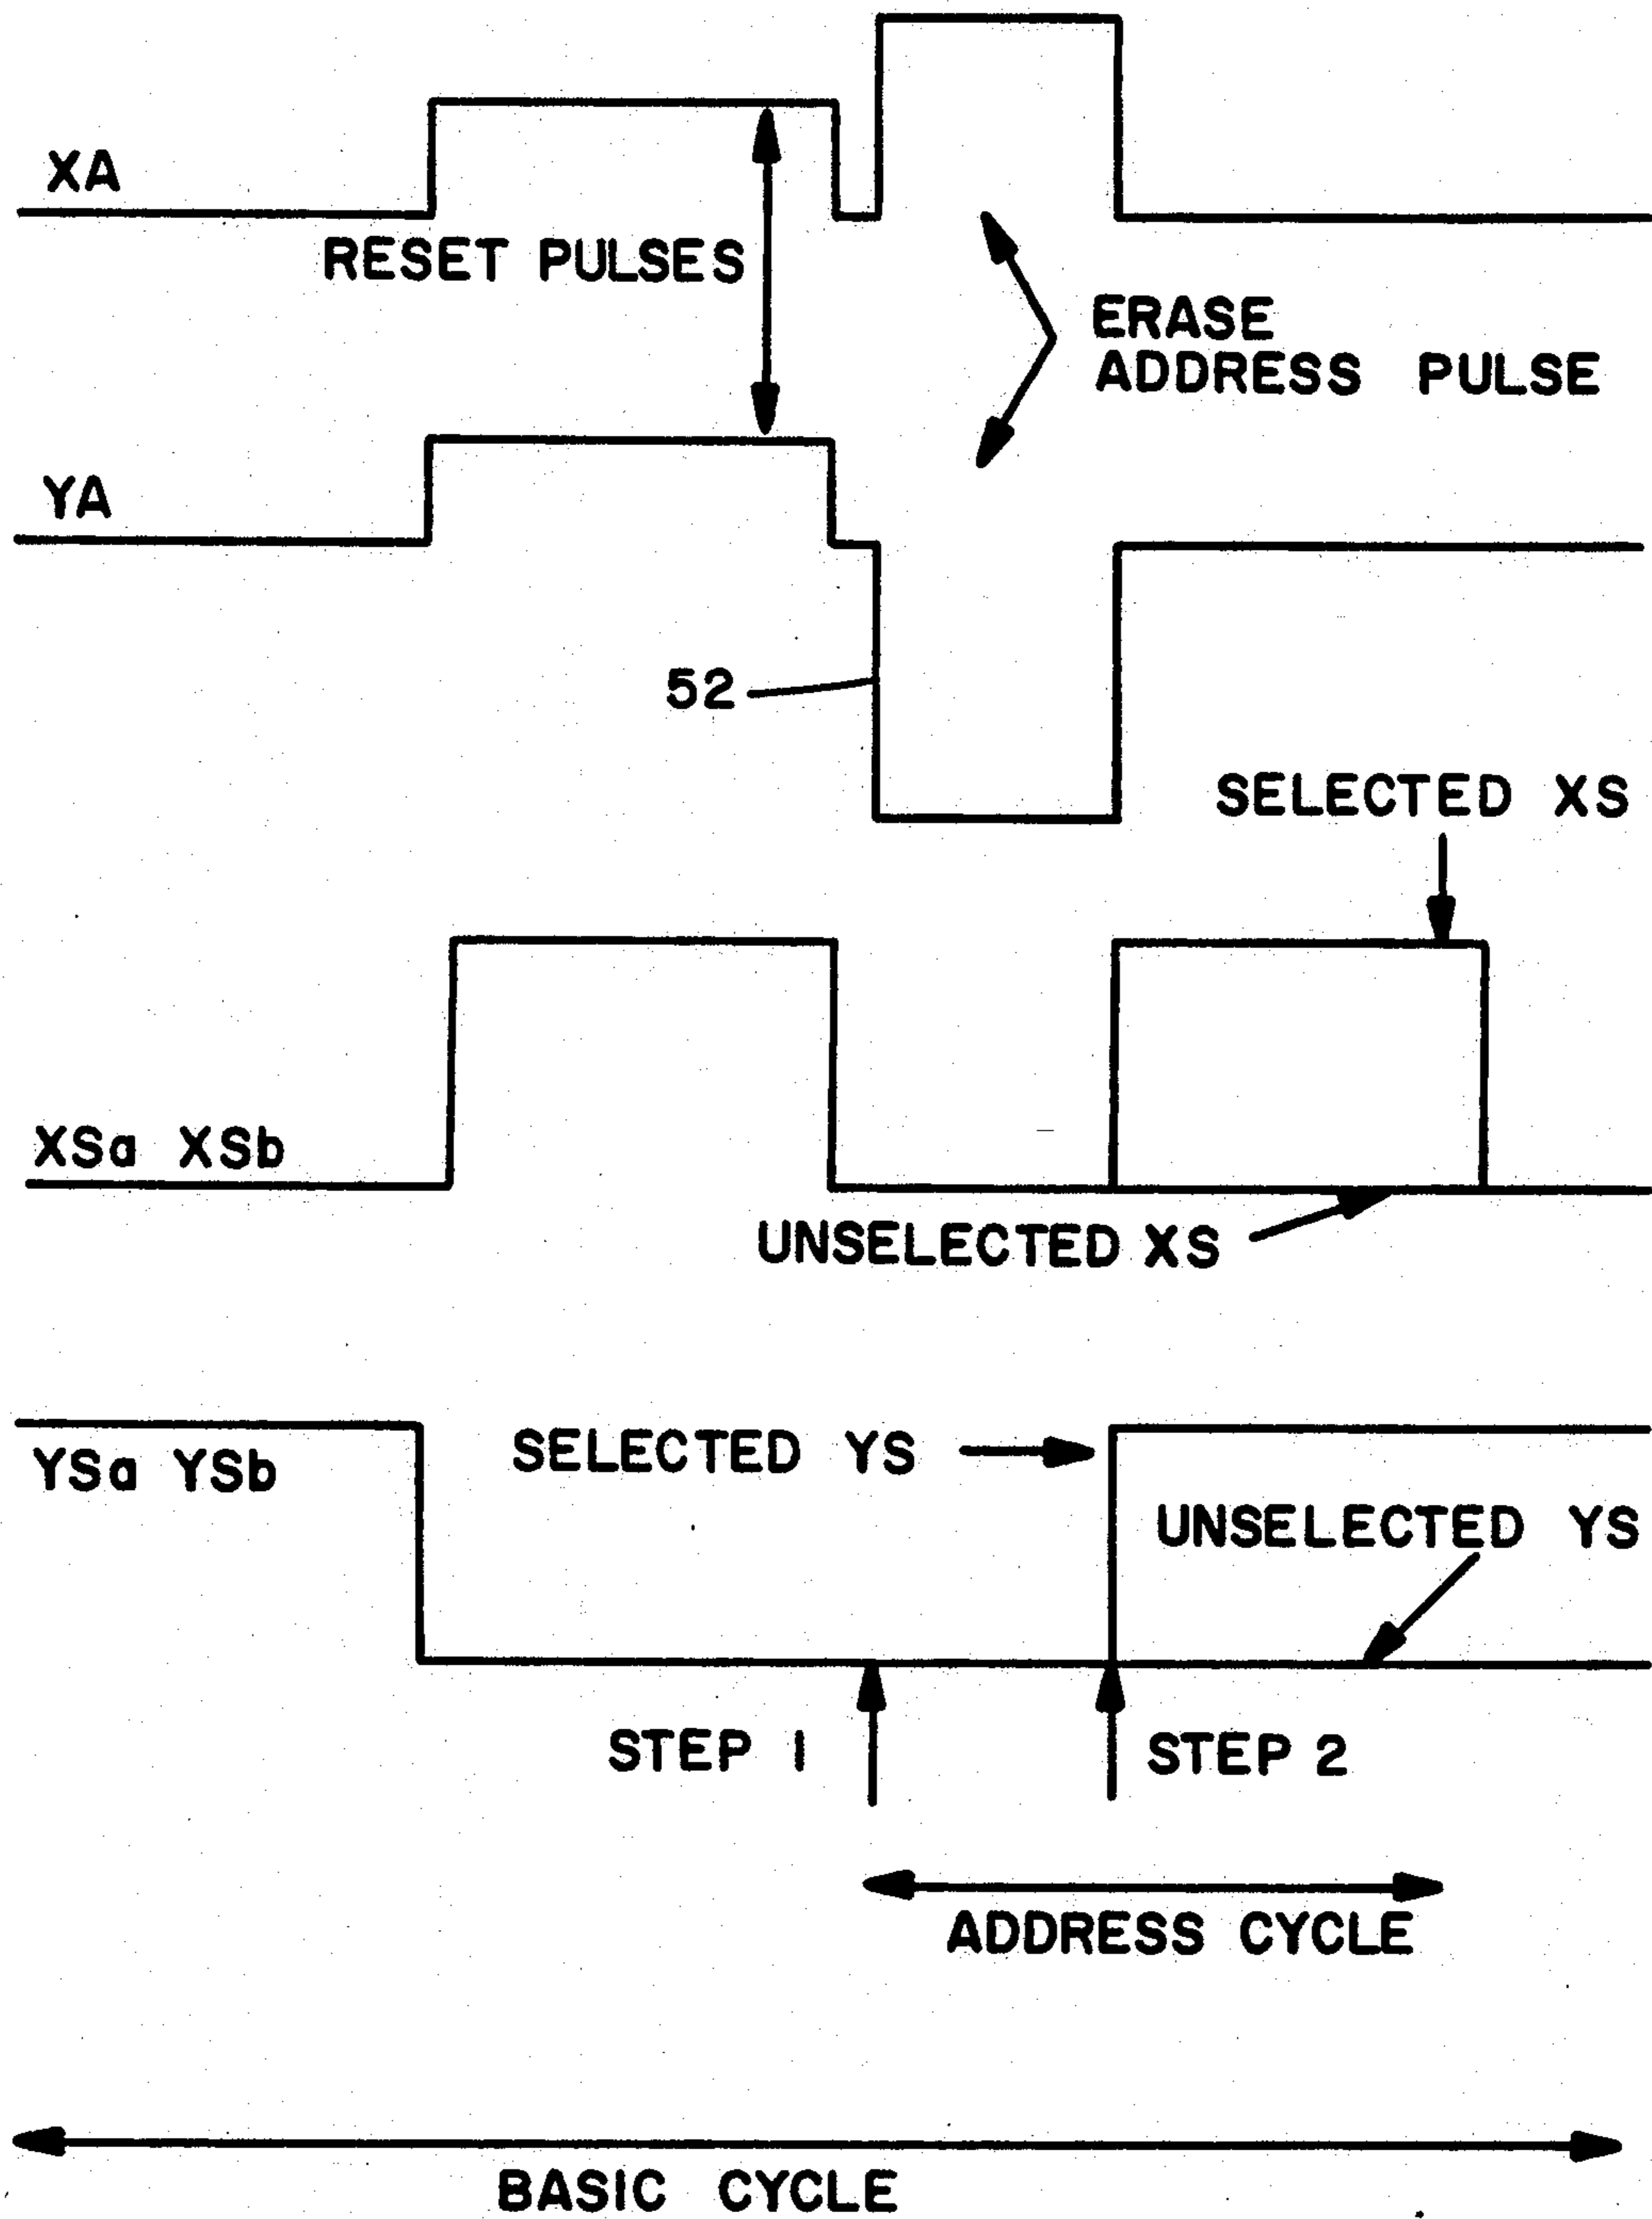 XA
RESET PULSES
ERASE
ADDRESS PULSE
YA
52
SELECTED XS
XSa XSb
UNSELECTED XS
YSa YSb
SELECTED YS
UNSELECTED YS
STEP 1
STEP 2
ADDRESS CYCLE
BASIC CYCLE